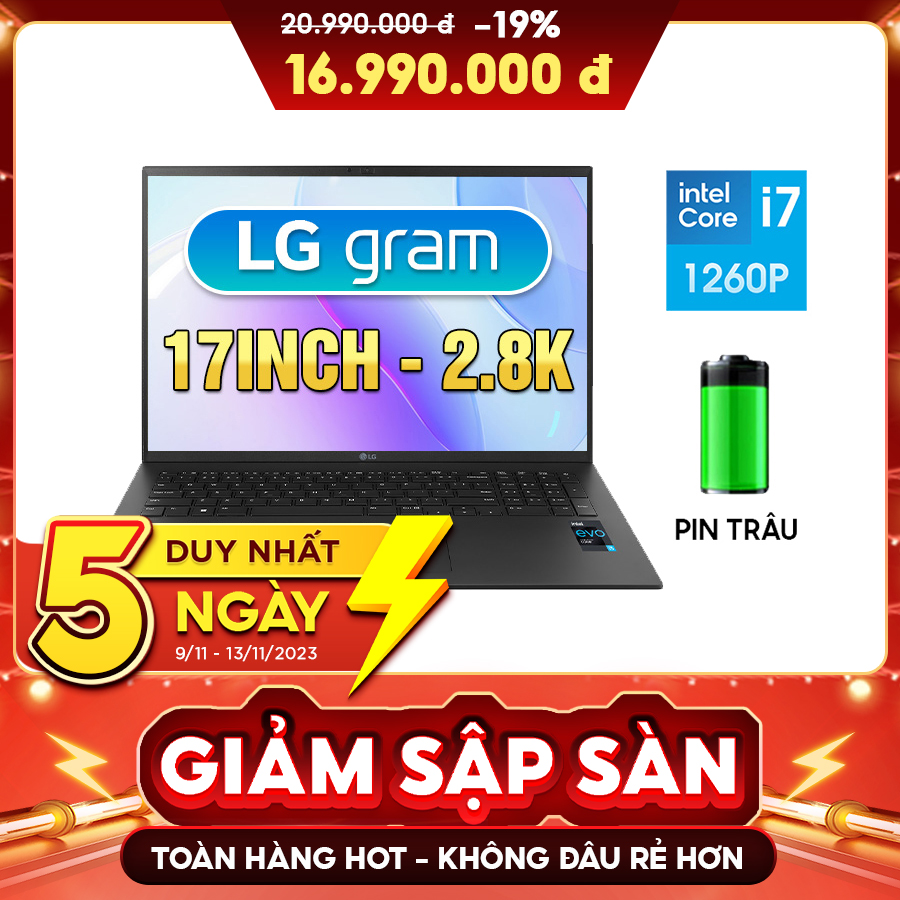 20.990.000 đ -19%
16.990.000 đ
intel
Core i7
1260P
LG gram
17INCH - 2.8K
LG
intel
evo
PIN TRÂU
5 DUY NHẤT
NGÀY
9/11 - 13/11/2023
GIẢM SẬP SÀN
TOÀN HÀNG HOT - KHÔNG ĐÂU RẺ HƠN